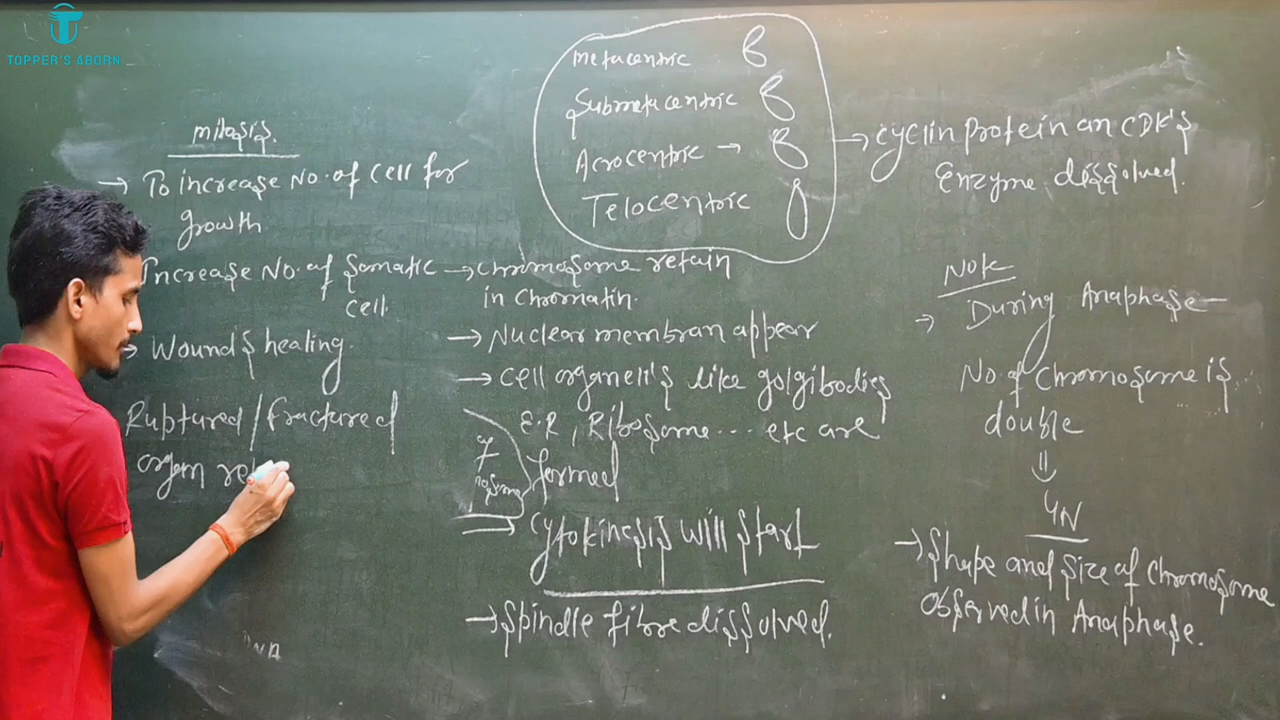 TOPPER'S ABORN
mitosis.
→ To increase No. of cell for
growth
Increase No. of somatic
cell.
→ Wounds healing.
Ruptured/fractured
organ re
Metacentric
Submetacentric
Acrocentric →
Telocentric
→ chromosome retain
in chromatin.
→ Nuclear membran appear
→ cell organell's like golgibodies
E.R, Ribosome... etc are
formed
of
→ cytokinesis will start
→ spindle fibre dissolved.
→ cyclin protein an CDK's
Enzyme dissolved.
Note
→ During Anaphase—
No. of Chromosome is...
double
⇓
4N
→ Shape and size of chromosome
observed in Anaphase.
DNA